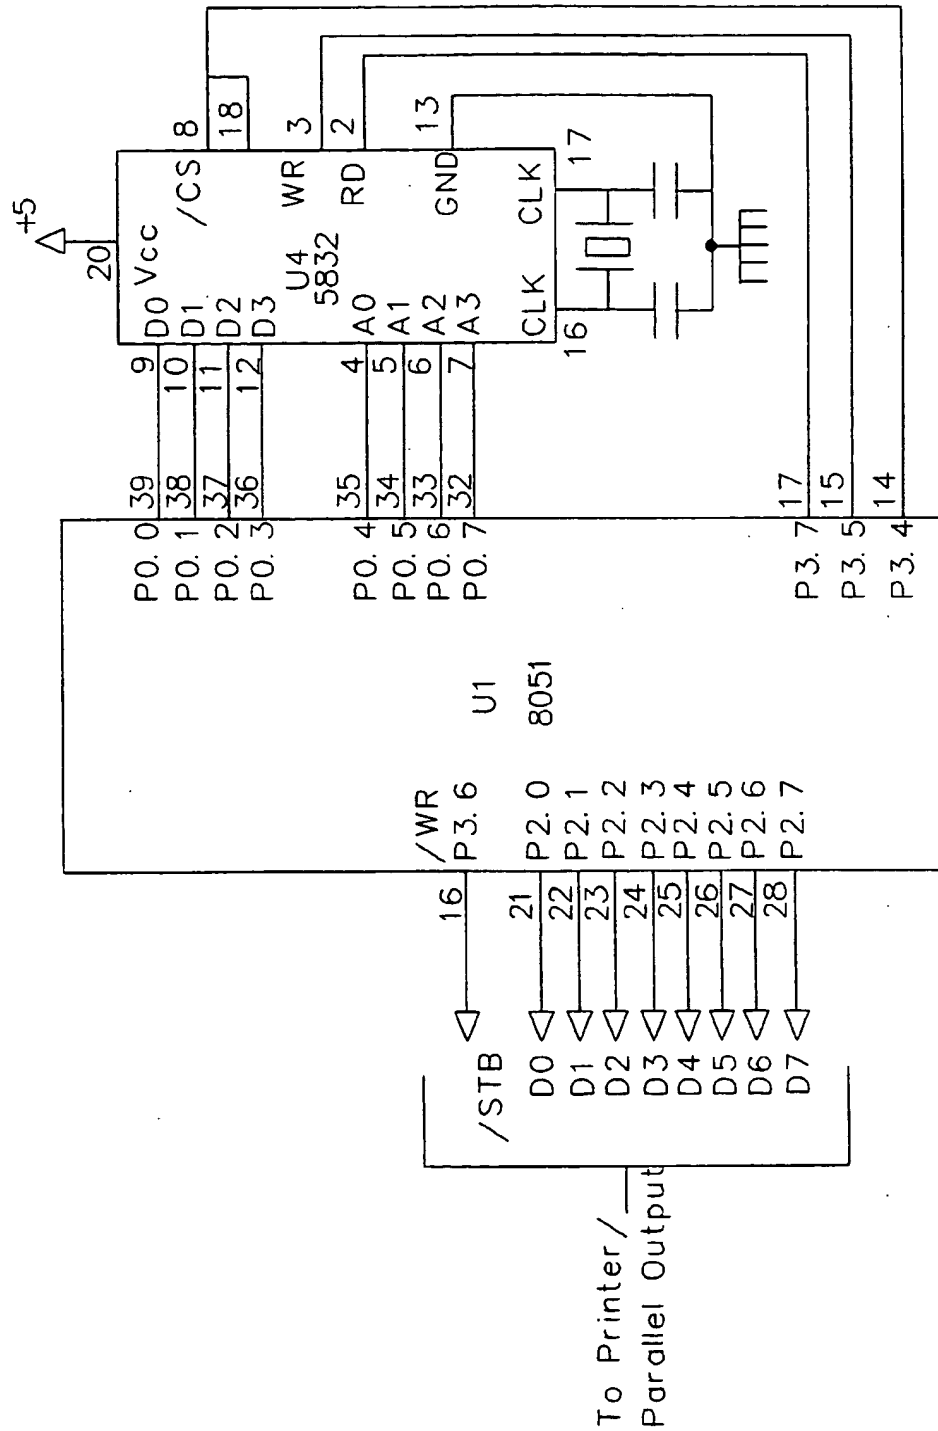 +5
20
Vcc
9 D0
10 D1
11 D2
12 D3
4 A0
5 A1
6 A2
7 A3
/CS 8
18
WR 3
RD 2
GND 13
U4
5832
CLK 16
CLK 17
P0. 0 39
P0. 1 38
P0. 2 37
P0. 3 36
P0. 4 35
P0. 5 34
P0. 6 33
P0. 7 32
P3. 7 17
P3. 5 15
P3. 4 14
U1
8051
/WR
16 P3. 6
21 P2. 0
22 P2. 1
23 P2. 2
24 P2. 3
25 P2. 4
26 P2. 5
27 P2. 6
28 P2. 7
/STB
D0
D1
D2
D3
D4
D5
D6
D7
To Printer/
Parallel Output